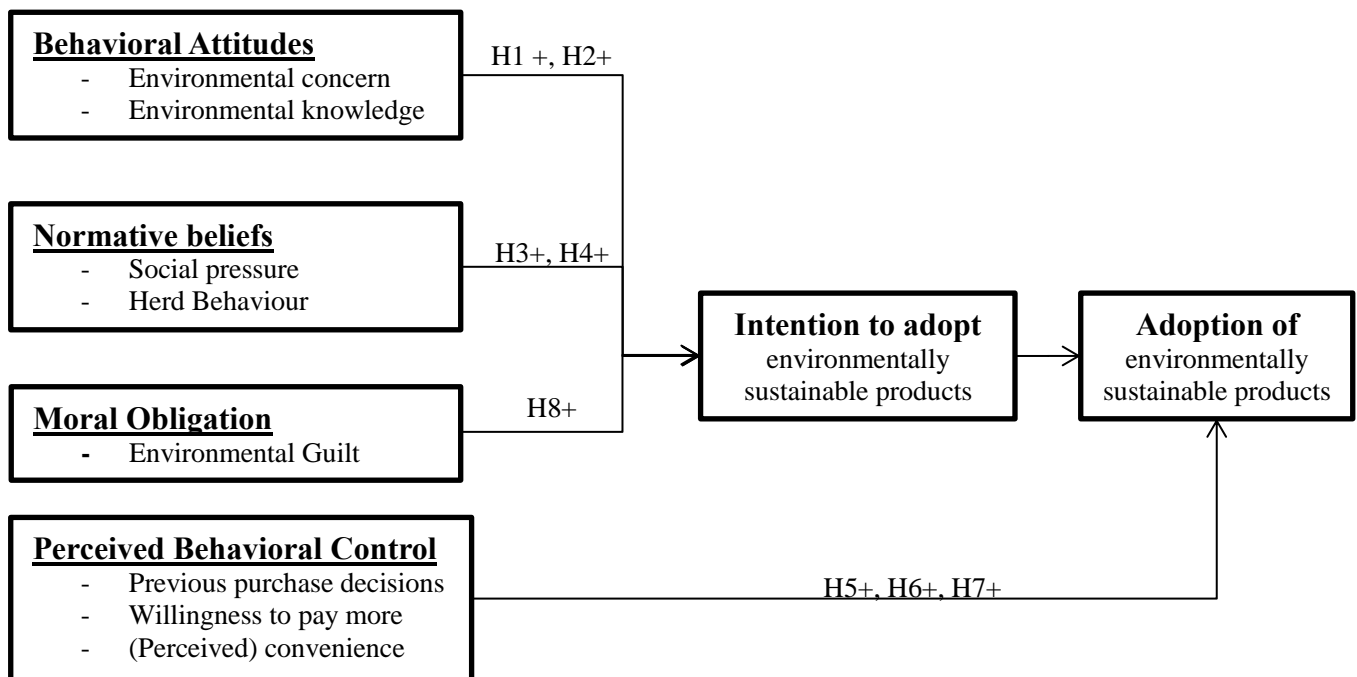 Behavioral Attitudes
- Environmental concern
- Environmental knowledge
H1 +, H2+
Normative beliefs
- Social pressure
- Herd Behaviour
H3+, H4+
Intention to adopt
environmentally
sustainable products
Adoption of
environmentally
sustainable products
Moral Obligation
- Environmental Guilt
H8+
Perceived Behavioral Control
- Previous purchase decisions
- Willingness to pay more
- (Perceived) convenience
H5+, H6+, H7+